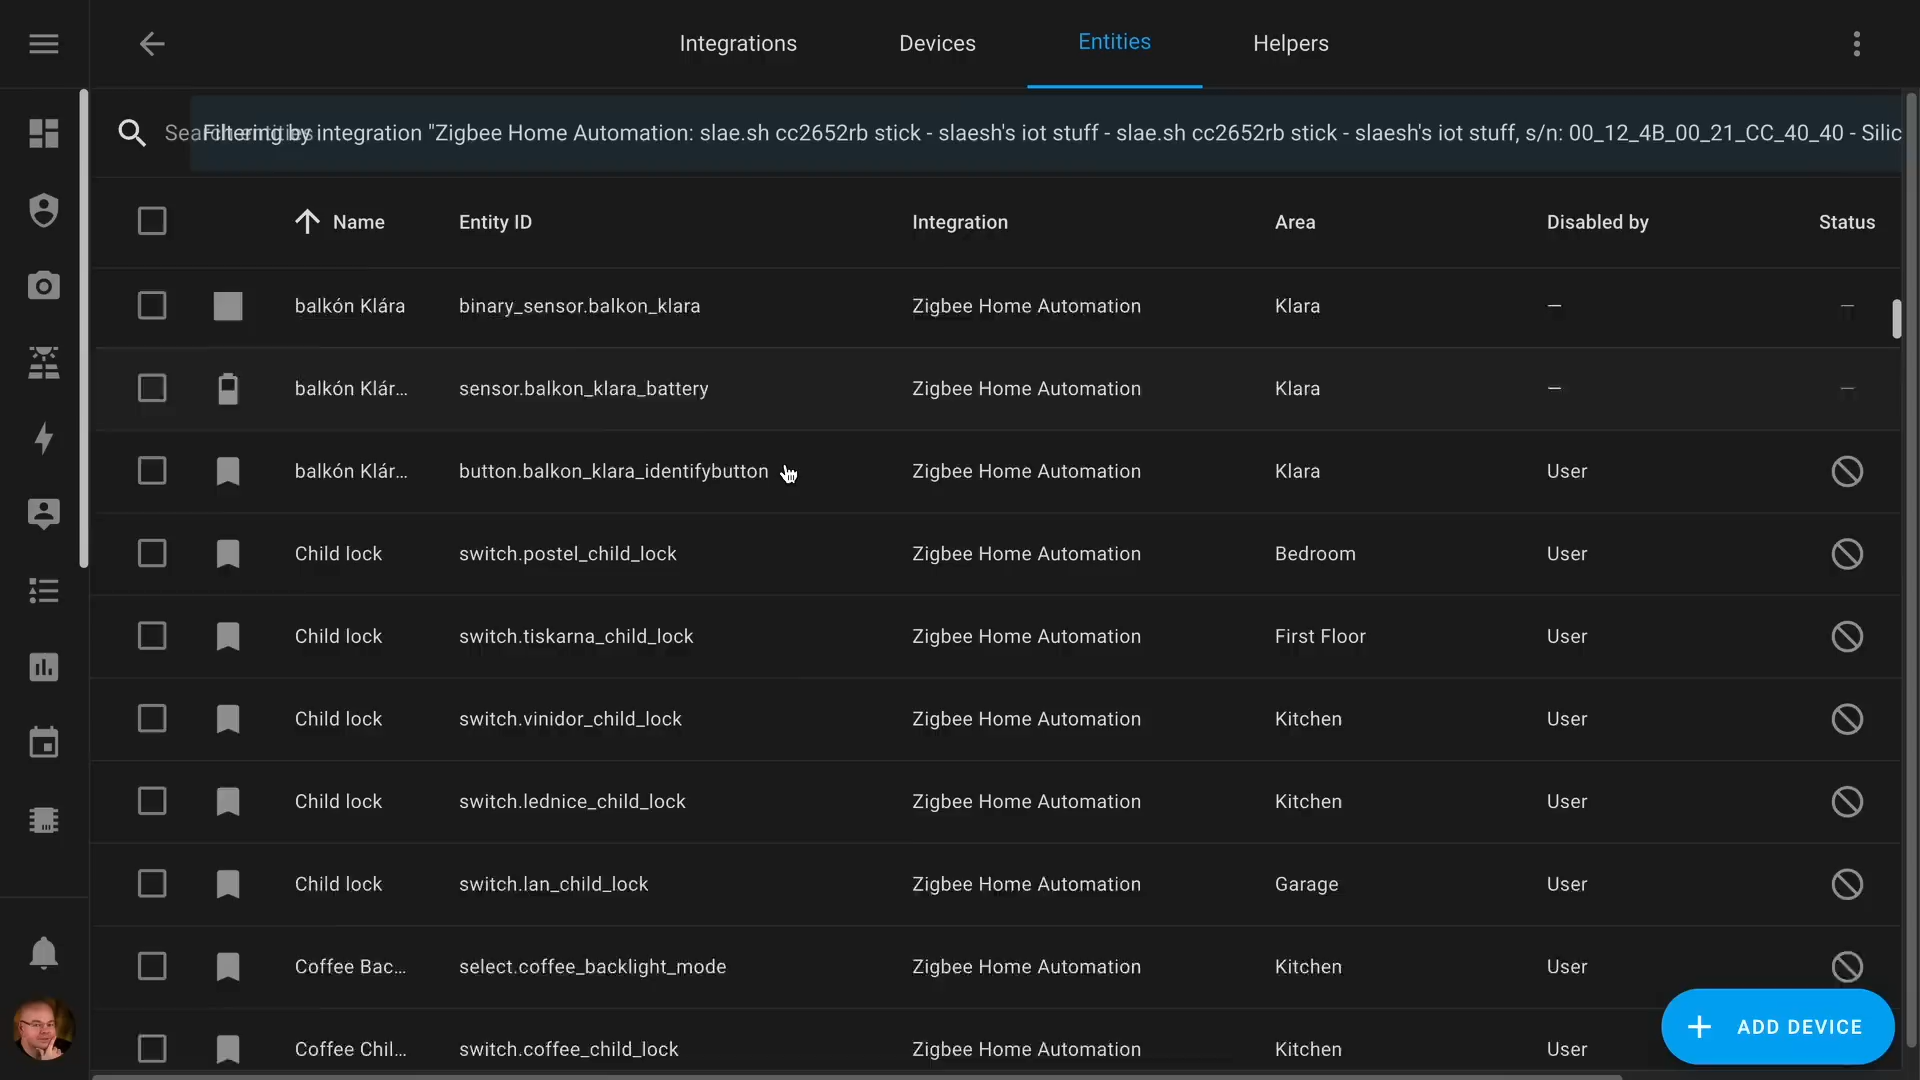 Integrations Devices Entities Helpers
Search entities
Filtering by integration "Zigbee Home Automation: slae.sh cc2652rb stick - slaesh's iot stuff - slae.sh cc2652rb stick - slaesh's iot stuff, s/n: 00_12_4B_00_21_CC_40_40 - Silic
Name Entity ID Integration Area Disabled by Status
balkón Klára binary_sensor.balkon_klara Zigbee Home Automation Klara — —
balkón Klár... sensor.balkon_klara_battery Zigbee Home Automation Klara — —
balkón Klár... button.balkon_klara_identifybutton Zigbee Home Automation Klara User
Child lock switch.postel_child_lock Zigbee Home Automation Bedroom User
Child lock switch.tiskarna_child_lock Zigbee Home Automation First Floor User
Child lock switch.vinidor_child_lock Zigbee Home Automation Kitchen User
Child lock switch.lednice_child_lock Zigbee Home Automation Kitchen User
Child lock switch.lan_child_lock Zigbee Home Automation Garage User
Coffee Bac... select.coffee_backlight_mode Zigbee Home Automation Kitchen User
Coffee Chil... switch.coffee_child_lock Zigbee Home Automation Kitchen User
ADD DEVICE